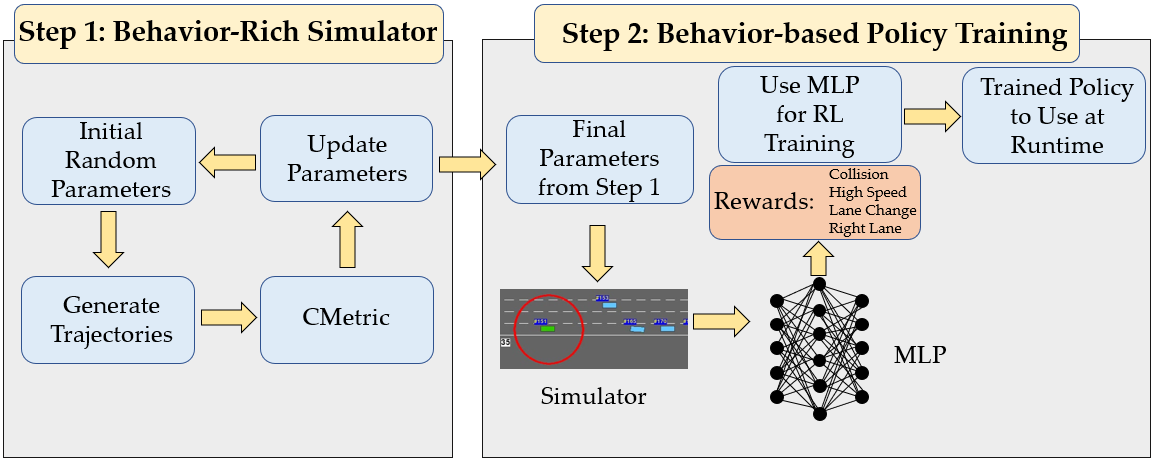 Step 1: Behavior-Rich Simulator
Initial
Random
Parameters
Update
Parameters
Generate
Trajectories
CMetric
Step 2: Behavior-based Policy Training
Final
Parameters
from Step 1
Use MLP
for RL
Training
Trained Policy
to Use at
Runtime
Rewards:
Collision
High Speed
Lane Change
Right Lane
35
Simulator
MLP